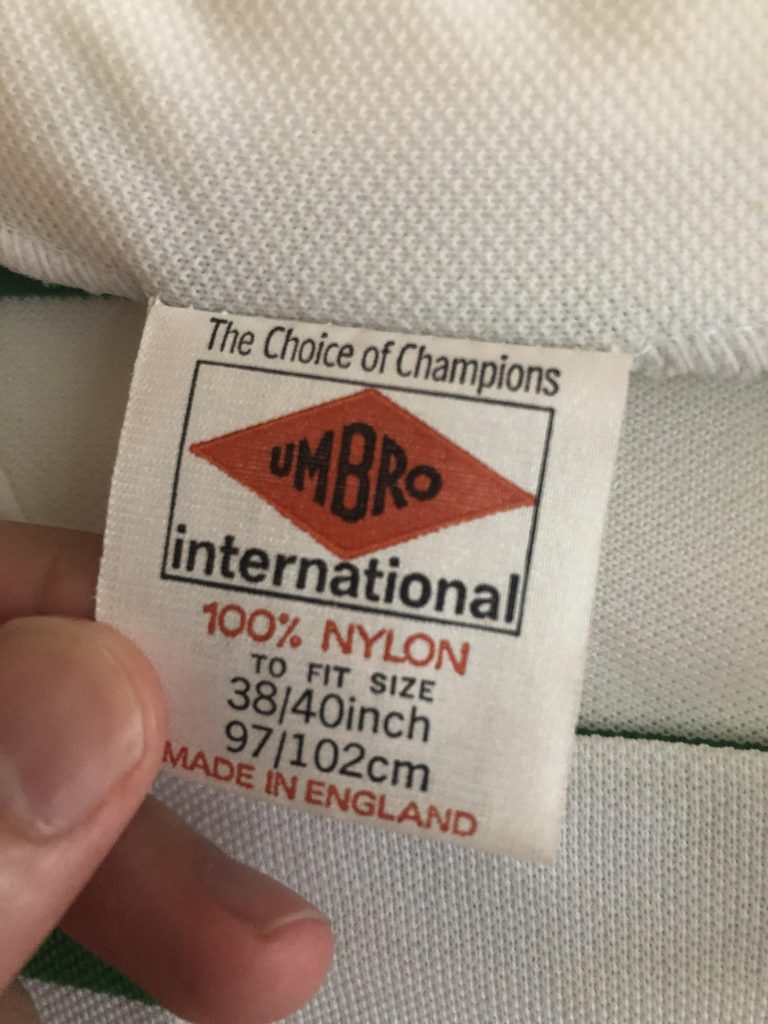 The Choice of Champions
UMBRO
international
100% NYLON
TO FIT SIZE
38/40inch
97/102cm
MADE IN ENGLAND